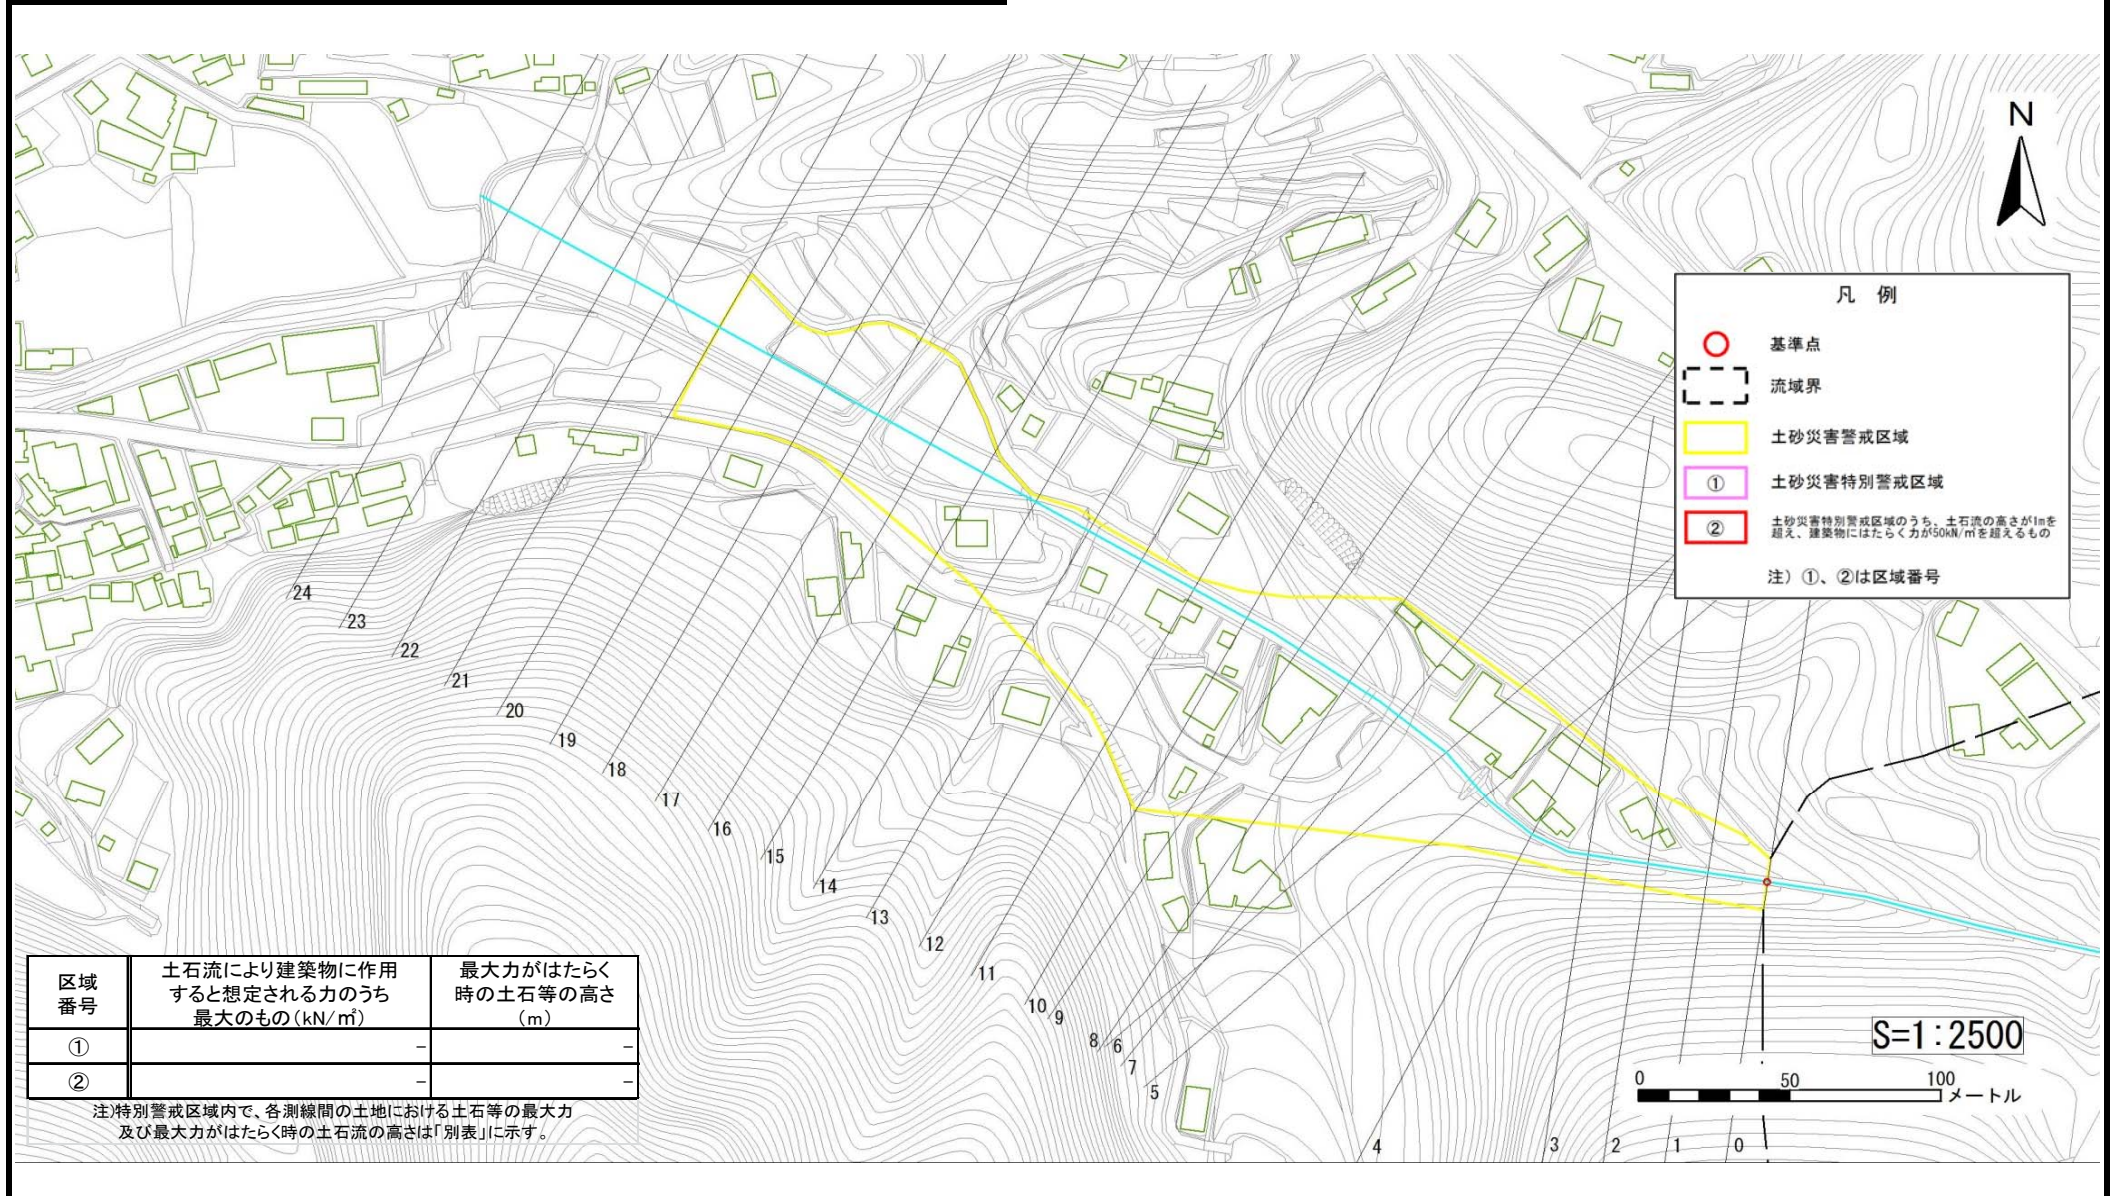 N
凡 例
基準点
流域界
土砂災害警戒区域
① 土砂災害特別警戒区域
② 土砂災害特別警戒区域のうち、土石流の高さが1mを
超え、建築物にはたらく力が50kN/㎡を超えるもの
注) ①、②は区域番号
24
23
22
21
20
19
18
17
16
15
14
13
12
11
10
9
8
6
7
5
4
3
2
1
0
区域
番号
土石流により建築物に作用
すると想定される力のうち
最大のもの(kN/㎡)
最大力がはたらく
時の土石等の高さ
(m)
① - -
② - -
注)特別警戒区域内で、各測線間の土地における土石等の最大力
及び最大力がはたらく時の土石流の高さは「別表」に示す。
S=1:2500
0 50 100
メートル